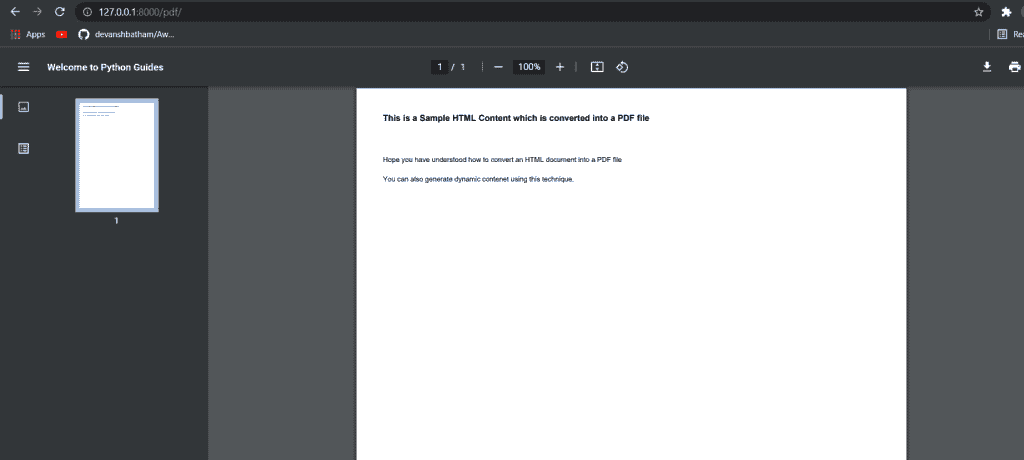 127.0.0.1:8000/pdf/
Apps
devanshbatham/Aw...
Rea
Welcome to Python Guides
1 / 1
100%
1
This is a Sample HTML Content which is converted into a PDF file
Hope you have understood how to convert an HTML document into a PDF file
You can also generate dynamic contenet using this technique.